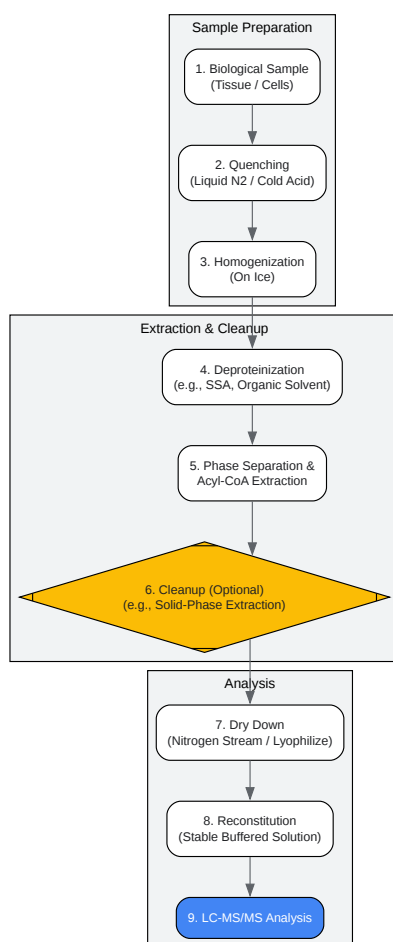 Sample Preparation
1. Biological Sample
(Tissue / Cells)
2. Quenching
(Liquid N2 / Cold Acid)
3. Homogenization
(On Ice)
Extraction & Cleanup
4. Deproteinization
(e.g., SSA, Organic Solvent)
5. Phase Separation &
Acyl-CoA Extraction
6. Cleanup (Optional)
(e.g., Solid-Phase Extraction)
Analysis
7. Dry Down
(Nitrogen Stream / Lyophilize)
8. Reconstitution
(Stable Buffered Solution)
9. LC-MS/MS Analysis